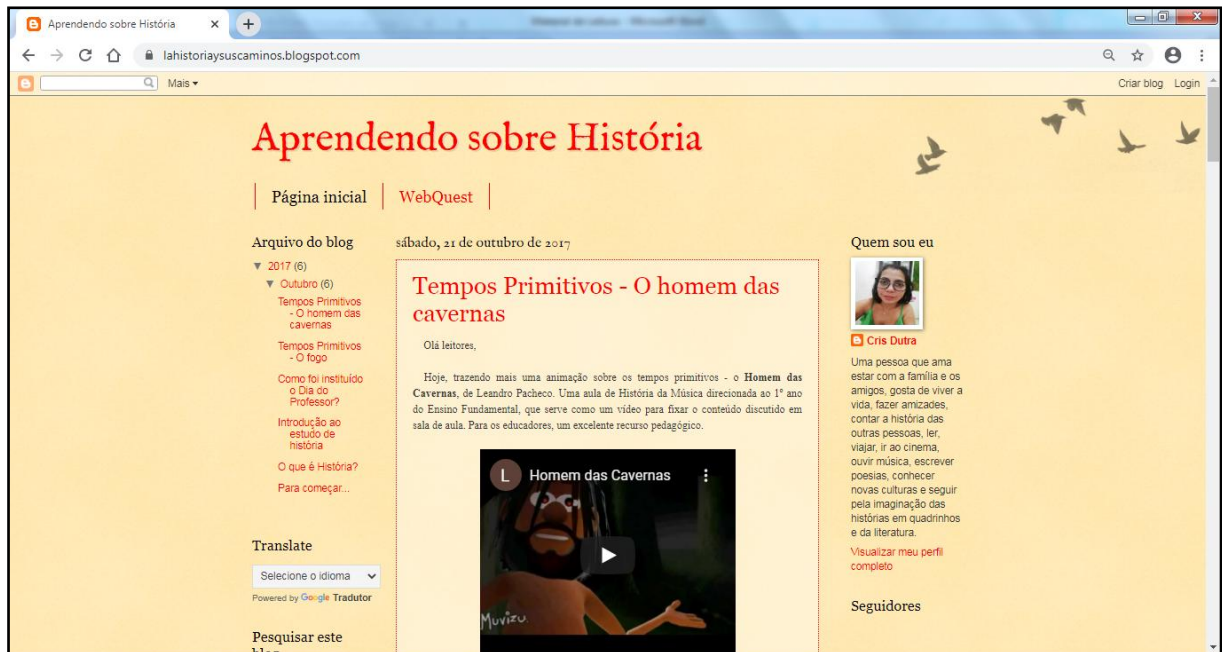 Aprendendo sobre História
lahistoriaysuscaminos.blogspot.com
Mais
Criar blog Login
Aprendendo sobre História
Página inicial
WebQuest
Arquivo do blog
▼ 2017 (6)
▼ Outubro (6)
Tempos Primitivos
- O homem das
cavernas
Tempos Primitivos
- O fogo
Como foi instituído
o Dia do
Professor?
Introdução ao
estudo de
história
O que é História?
Para começar...
Translate
Selecione o idioma
Powered by Google Tradutor
Pesquisar este
blog
sábado, 21 de outubro de 2017
Tempos Primitivos - O homem das
cavernas
Olá leitores,
Hoje, trazendo mais uma animação sobre os tempos primitivos - o Homem das
Cavernas, de Leandro Pacheco. Uma aula de História da Música direcionada ao 1º ano
do Ensino Fundamental, que serve como um vídeo para fixar o conteúdo discutido em
sala de aula. Para os educadores, um excelente recurso pedagógico.
L Homem das Cavernas
Muvizu
Quem sou eu
Cris Dutra
Uma pessoa que ama
estar com a família e os
amigos, gosta de viver a
vida, fazer amizades,
contar a história das
outras pessoas, ler,
viajar, ir ao cinema,
ouvir música, escrever
poesias, conhecer
novas culturas e seguir
pela imaginação das
histórias em quadrinhos
e da literatura.
Visualizar meu perfil
completo
Seguidores